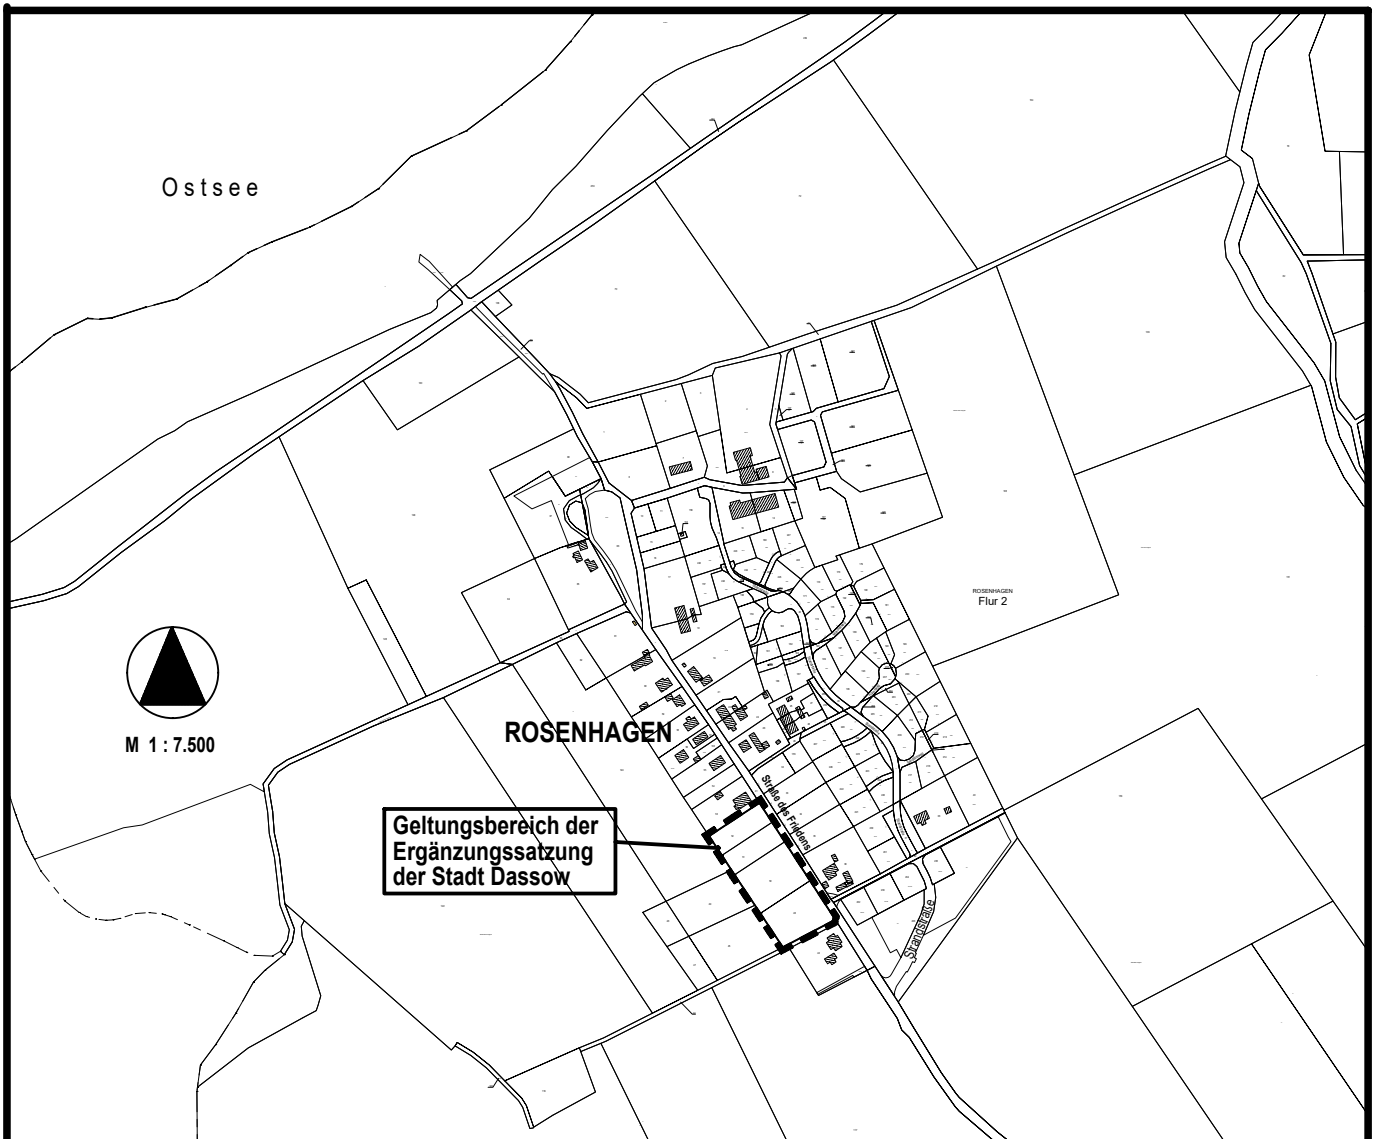 Ostsee
ROSENHAGEN
Flur 2
M 1 : 7.500
ROSENHAGEN
Straße des Friedens
Geltungsbereich der
Ergänzungssatzung
der Stadt Dassow
Strandstraße